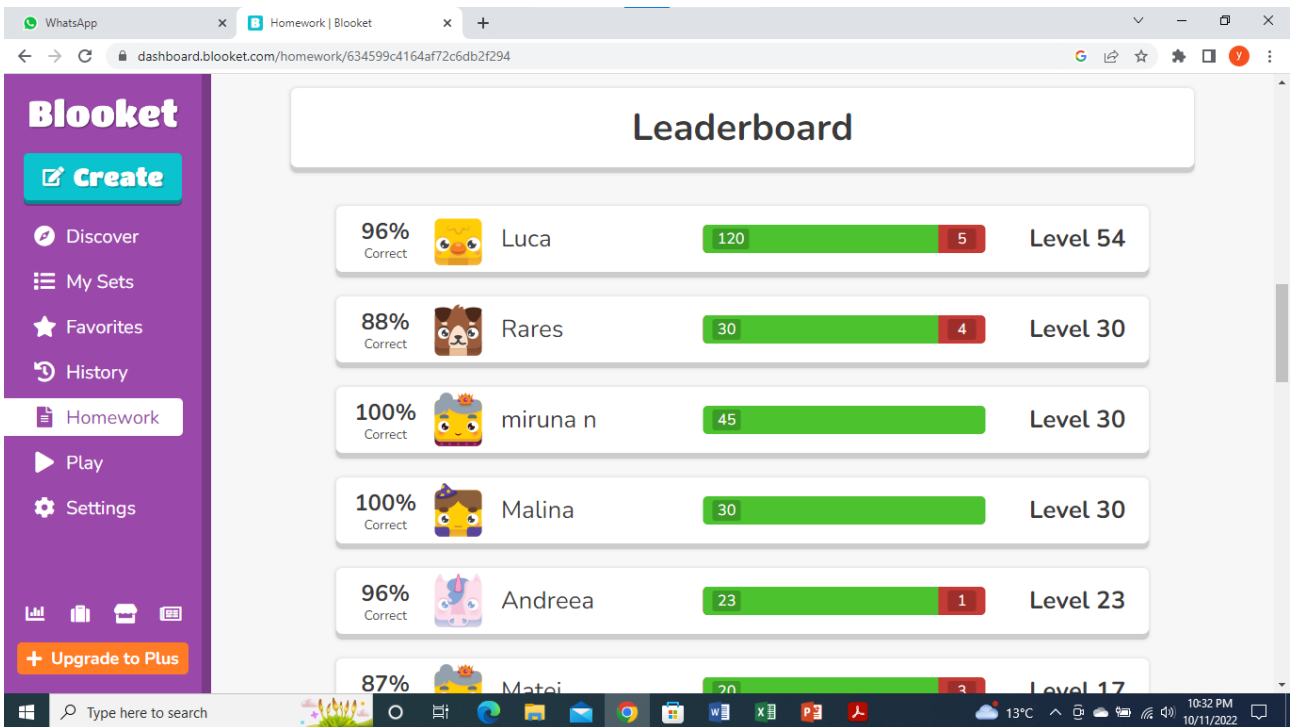 WhatsApp
Homework | Blooket
dashboard.blooket.com/homework/634599c4164af72c6db2f294
y
Blooket
Create
Discover
My Sets
Favorites
History
Homework
Play
Settings
Upgrade to Plus
Leaderboard
96% Correct Luca 120 5 Level 54
88% Correct Rares 30 4 Level 30
100% Correct miruna n 45 Level 30
100% Correct Malina 30 Level 30
96% Correct Andreea 23 1 Level 23
87% Matei 20 3 Level 17
Type here to search
13°C
10:32 PM
10/11/2022